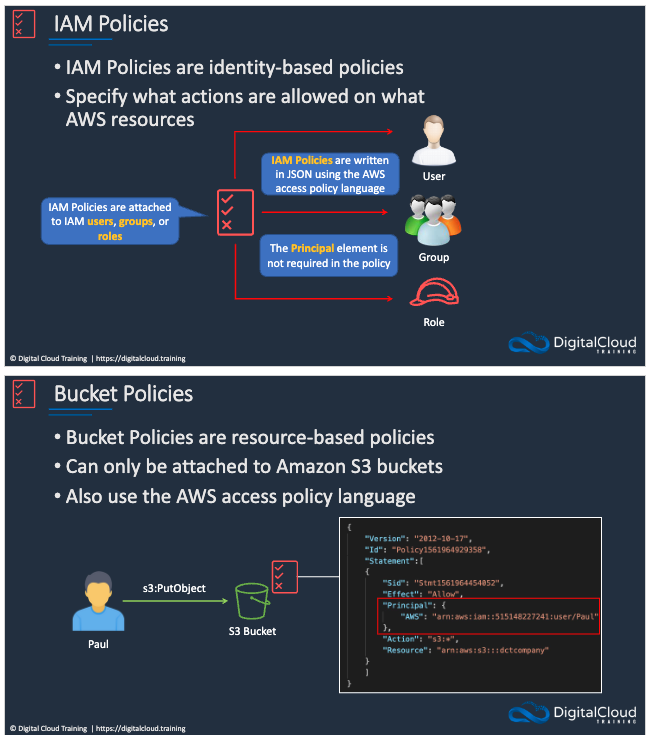 IAM Policies
• IAM Policies are identity-based policies
• Specify what actions are allowed on what
AWS resources
IAM Policies are attached
to IAM users, groups, or
roles
IAM Policies are written
in JSON using the AWS
access policy language
The Principal element is
not required in the policy
User
Group
Role
© Digital Cloud Training | https://digitalcloud.training
DigitalCloud
TRAINING
Bucket Policies
• Bucket Policies are resource-based policies
• Can only be attached to Amazon S3 buckets
• Also use the AWS access policy language
Paul
s3:PutObject
S3 Bucket
{
"Version": "2012-10-17",
"Id": "Policy1561964929358",
"Statement":[
{
"Sid": "Stmt1561964454052",
"Effect": "Allow",
"Principal": {
"AWS": "arn:aws:iam::515148227241:user/Paul"
},
"Action": "s3:*",
"Resource": "arn:aws:s3:::dctcompany"
}
]
}
© Digital Cloud Training | https://digitalcloud.training
DigitalCloud
TRAINING